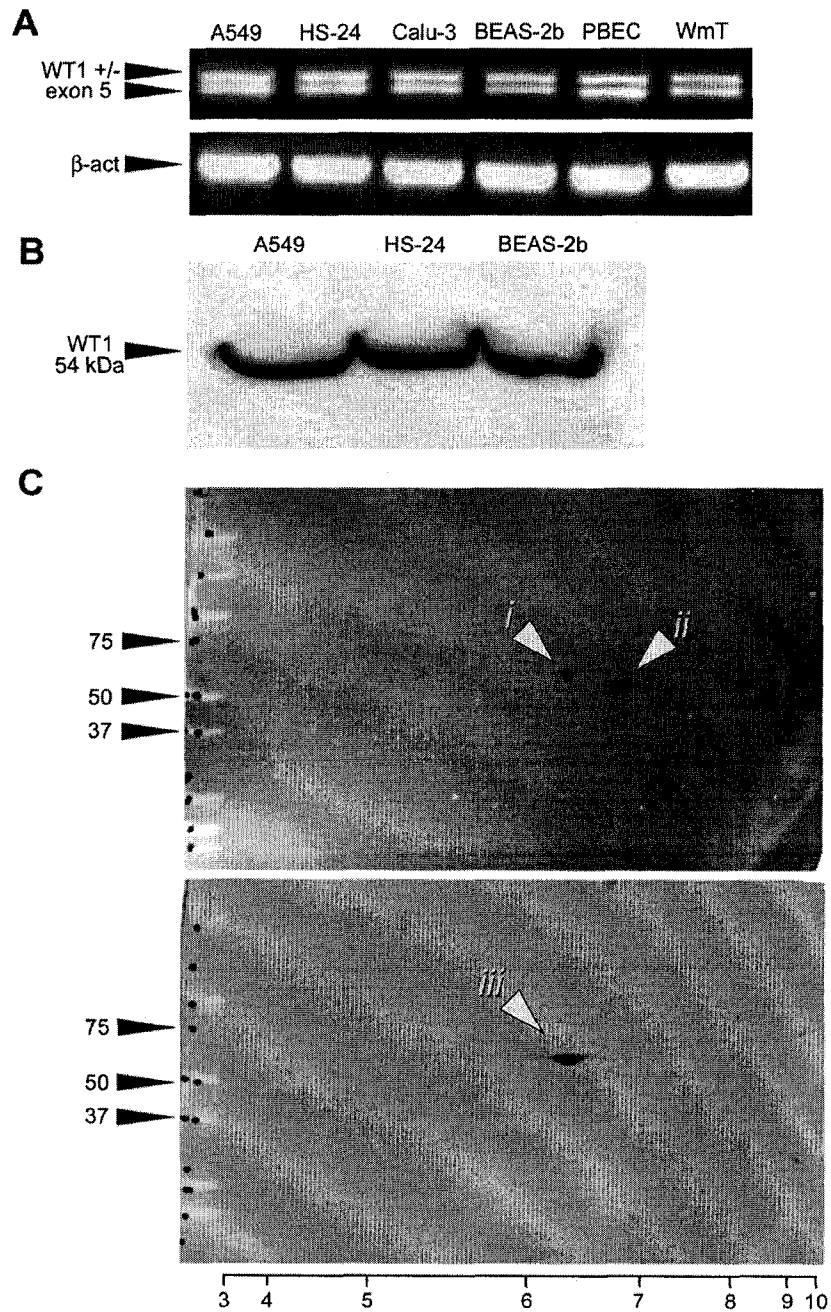 A
A549 HS-24 Calu-3 BEAS-2b PBEC WmT
WT1 +/-
exon 5
β-act
B
A549 HS-24 BEAS-2b
WT1
54 kDa
C
i
ii
75
50
37
iii
75
50
37
3 4 5 6 7 8 9 10